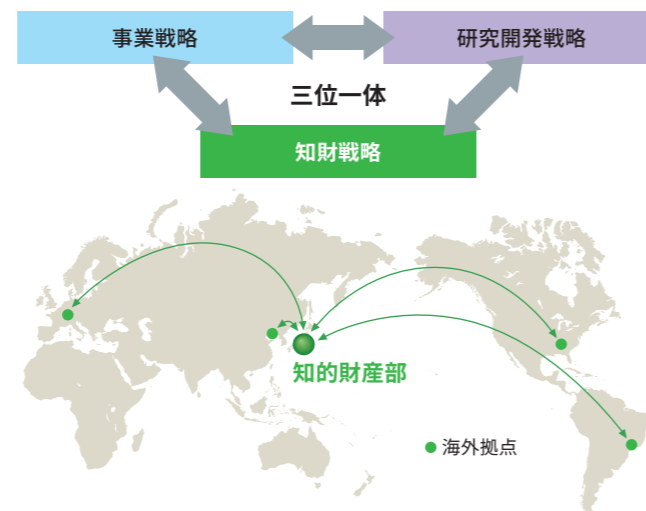 事業戦略
研究開発戦略
三位一体
知財戦略
知的財産部
海外拠点